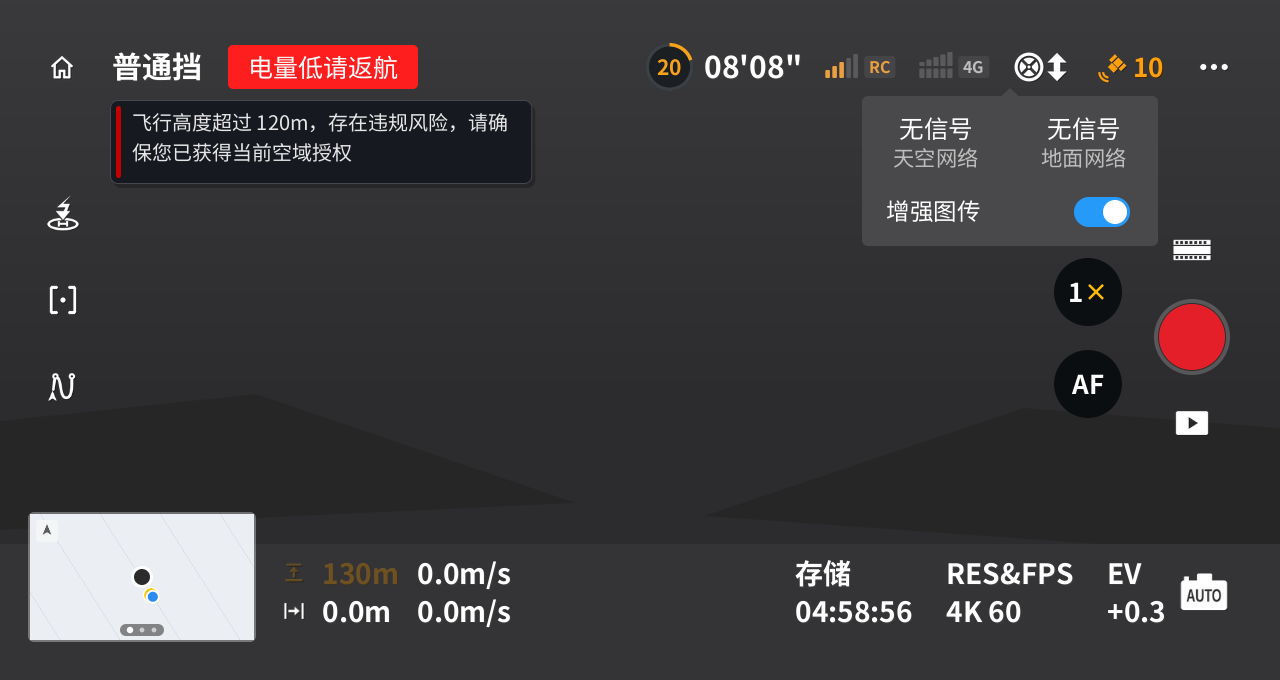 普通挡
电量低请返航
20
08'08"
RC
4G
10
飞行高度超过 120m，存在违规风险，请确
保您已获得当前空域授权
无信号
无信号
天空网络
地面网络
增强图传
1×
AF
130m
0.0m/s
0.0m
0.0m/s
存储
04:58:56
RES&FPS
4K 60
EV
+0.3
AUTO